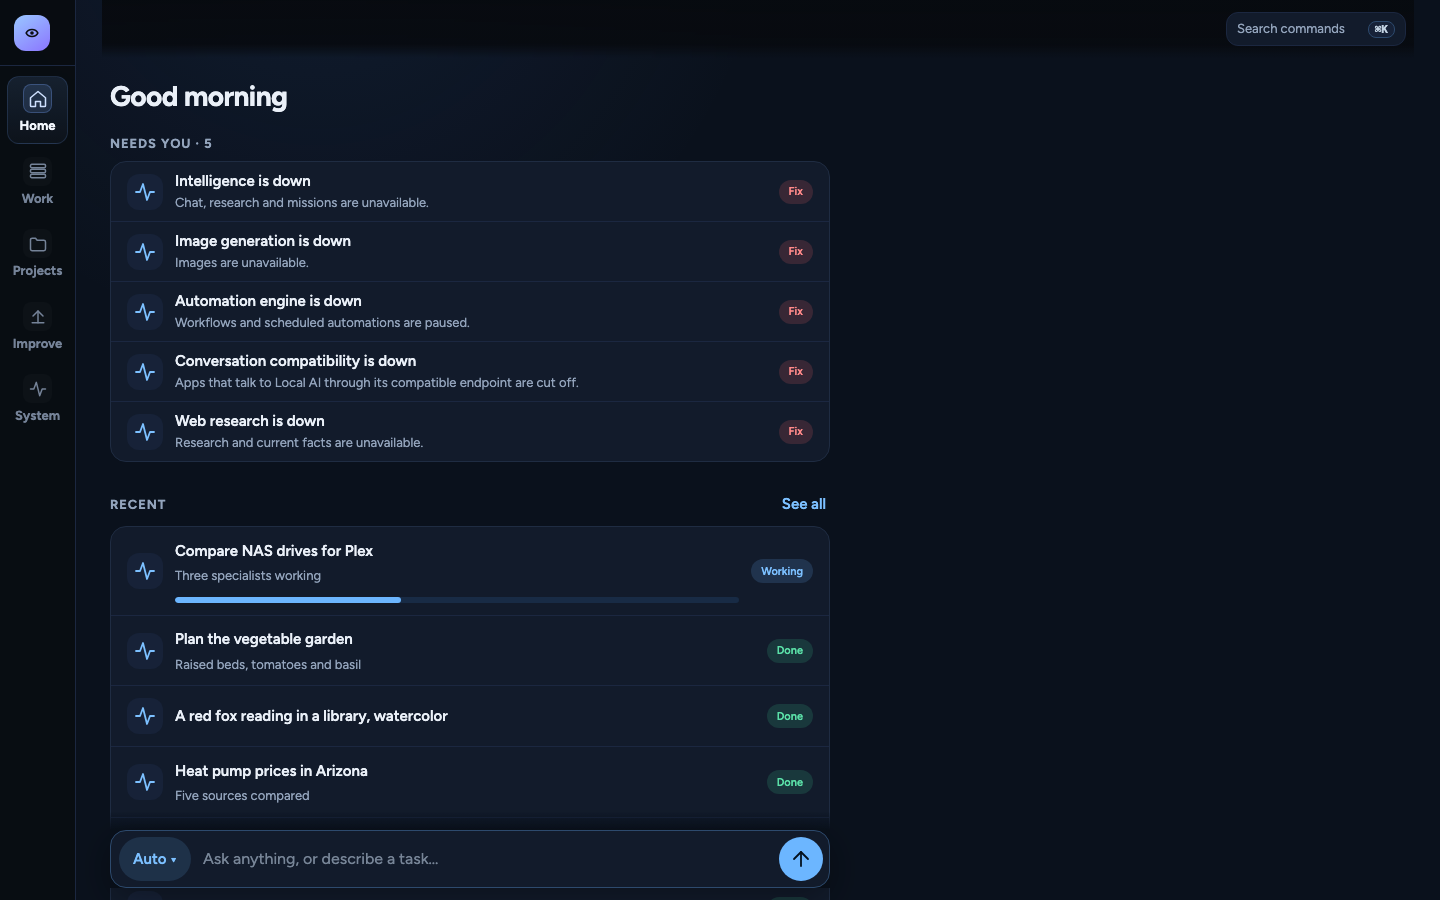 Search commands ⌘K
Home
Work
Projects
Improve
System
Good morning
NEEDS YOU · 5
Intelligence is down
Chat, research and missions are unavailable.
Fix
Image generation is down
Images are unavailable.
Fix
Automation engine is down
Workflows and scheduled automations are paused.
Fix
Conversation compatibility is down
Apps that talk to Local AI through its compatible endpoint are cut off.
Fix
Web research is down
Research and current facts are unavailable.
Fix
RECENT
See all
Compare NAS drives for Plex
Three specialists working
Working
Plan the vegetable garden
Raised beds, tomatoes and basil
Done
A red fox reading in a library, watercolor
Done
Heat pump prices in Arizona
Five sources compared
Done
Auto ▾
Ask anything, or describe a task...